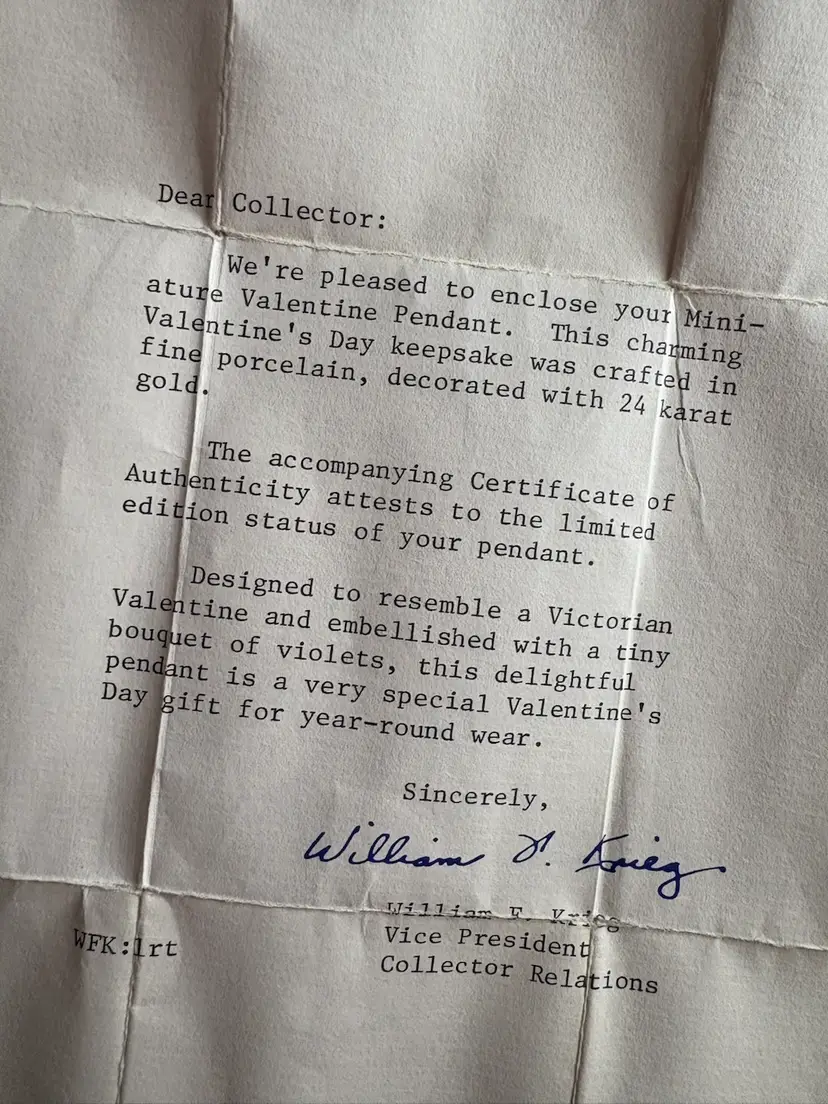 Dear Collector:
We're pleased to enclose your Mini-
ature Valentine Pendant. This charming
Valentine's Day keepsake was crafted in
fine porcelain, decorated with 24 karat
gold.
The accompanying Certificate of
Authenticity attests to the limited
edition status of your pendant.
Designed to resemble a Victorian
Valentine and embellished with a tiny
bouquet of violets, this delightful
pendant is a very special Valentine's
Day gift for year-round wear.
Sincerely,
William F. Krieg
William F. Krieg
Vice President
WFK:lrt
Collector Relations